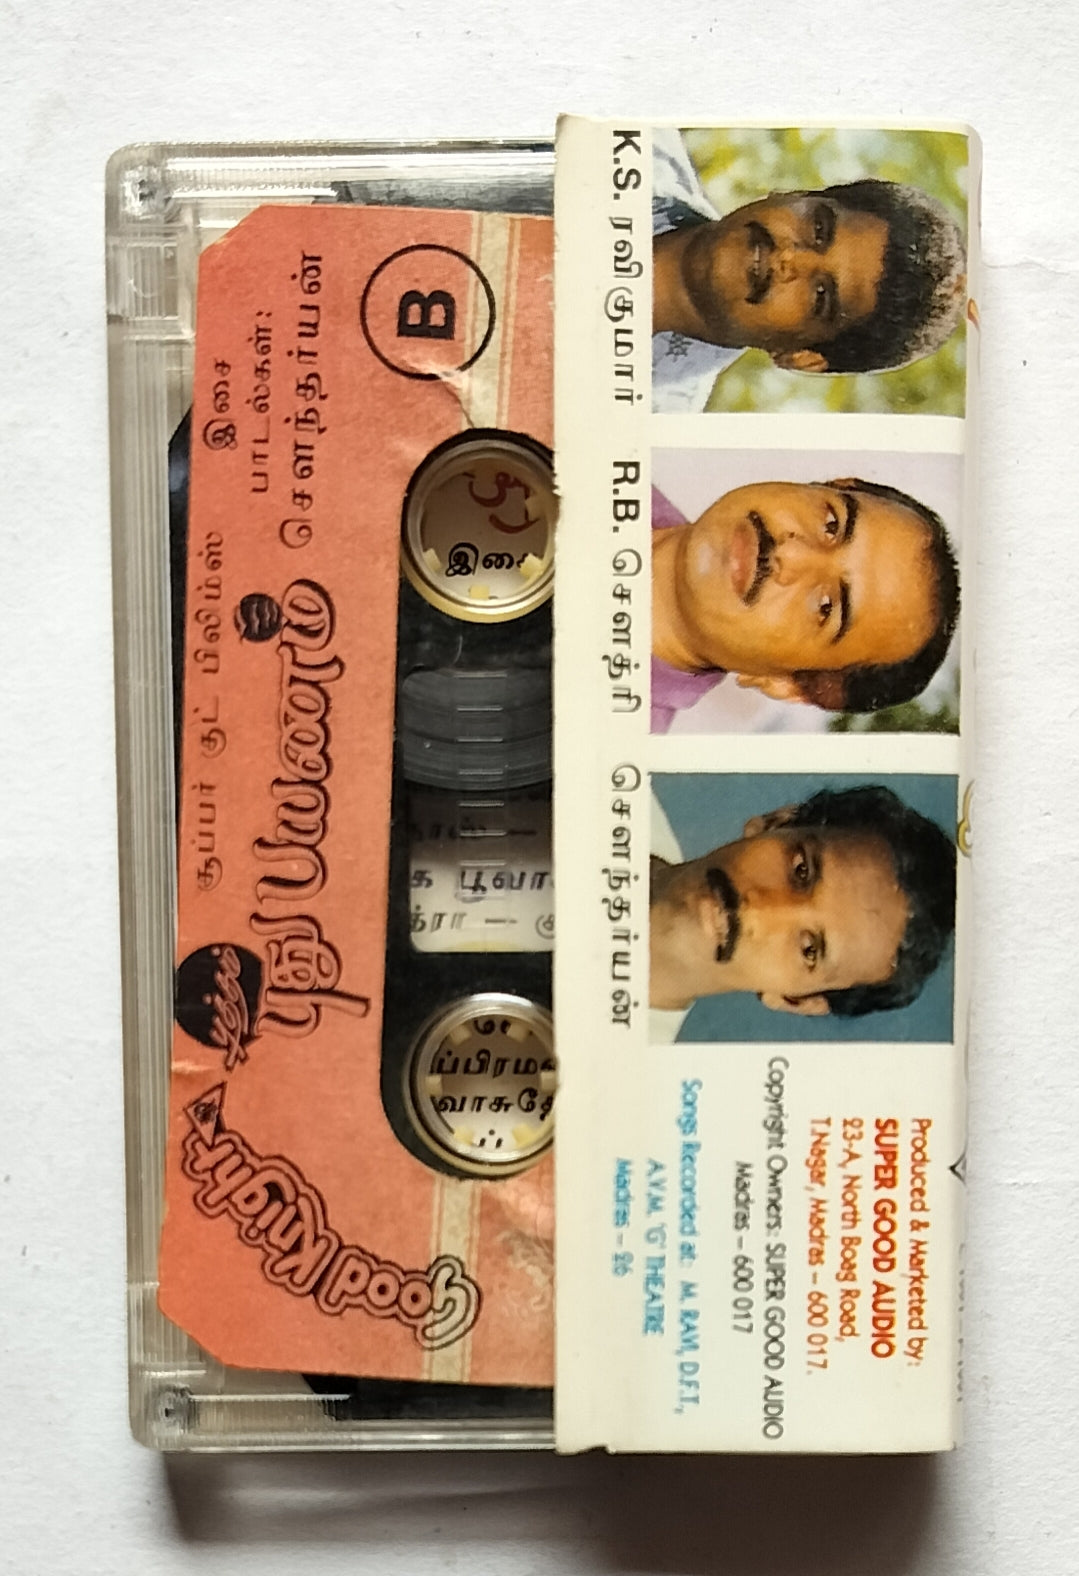 K.S. ரவிகுமார்
R.B. சௌத்ரி
சௌந்தர்யன்
Produced & Marketed by:
SUPER GOOD AUDIO
23-A, North Boag Road,
T.Nagar, Madras – 600 017.
Copyright Owners: SUPER GOOD AUDIO
Madras – 600 017
Songs Recorded at: M. RAVI, D.F.T.,
A.V.M. 'G' THEATRE
Madras – 26
B
இசை
பாடல்கள்:
சௌந்தர்யன்
சூப்பர் குட் பிலிம்ஸ்
புது பயணம்
Good Knight
இசை
பூவா